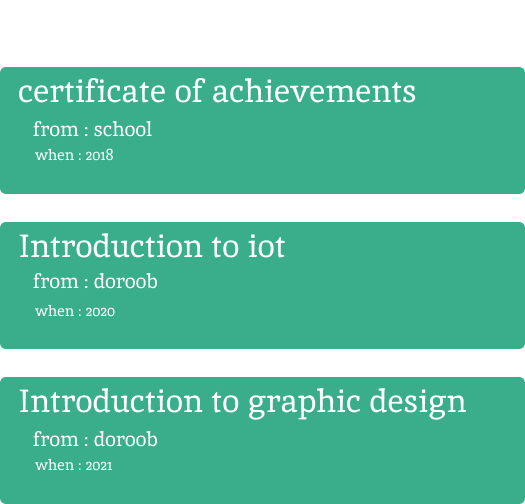 certificate of achievements
from : school
when : 2018
Introduction to iot
from : doroob
when : 2020
Introduction to graphic design
from : doroob
when : 2021